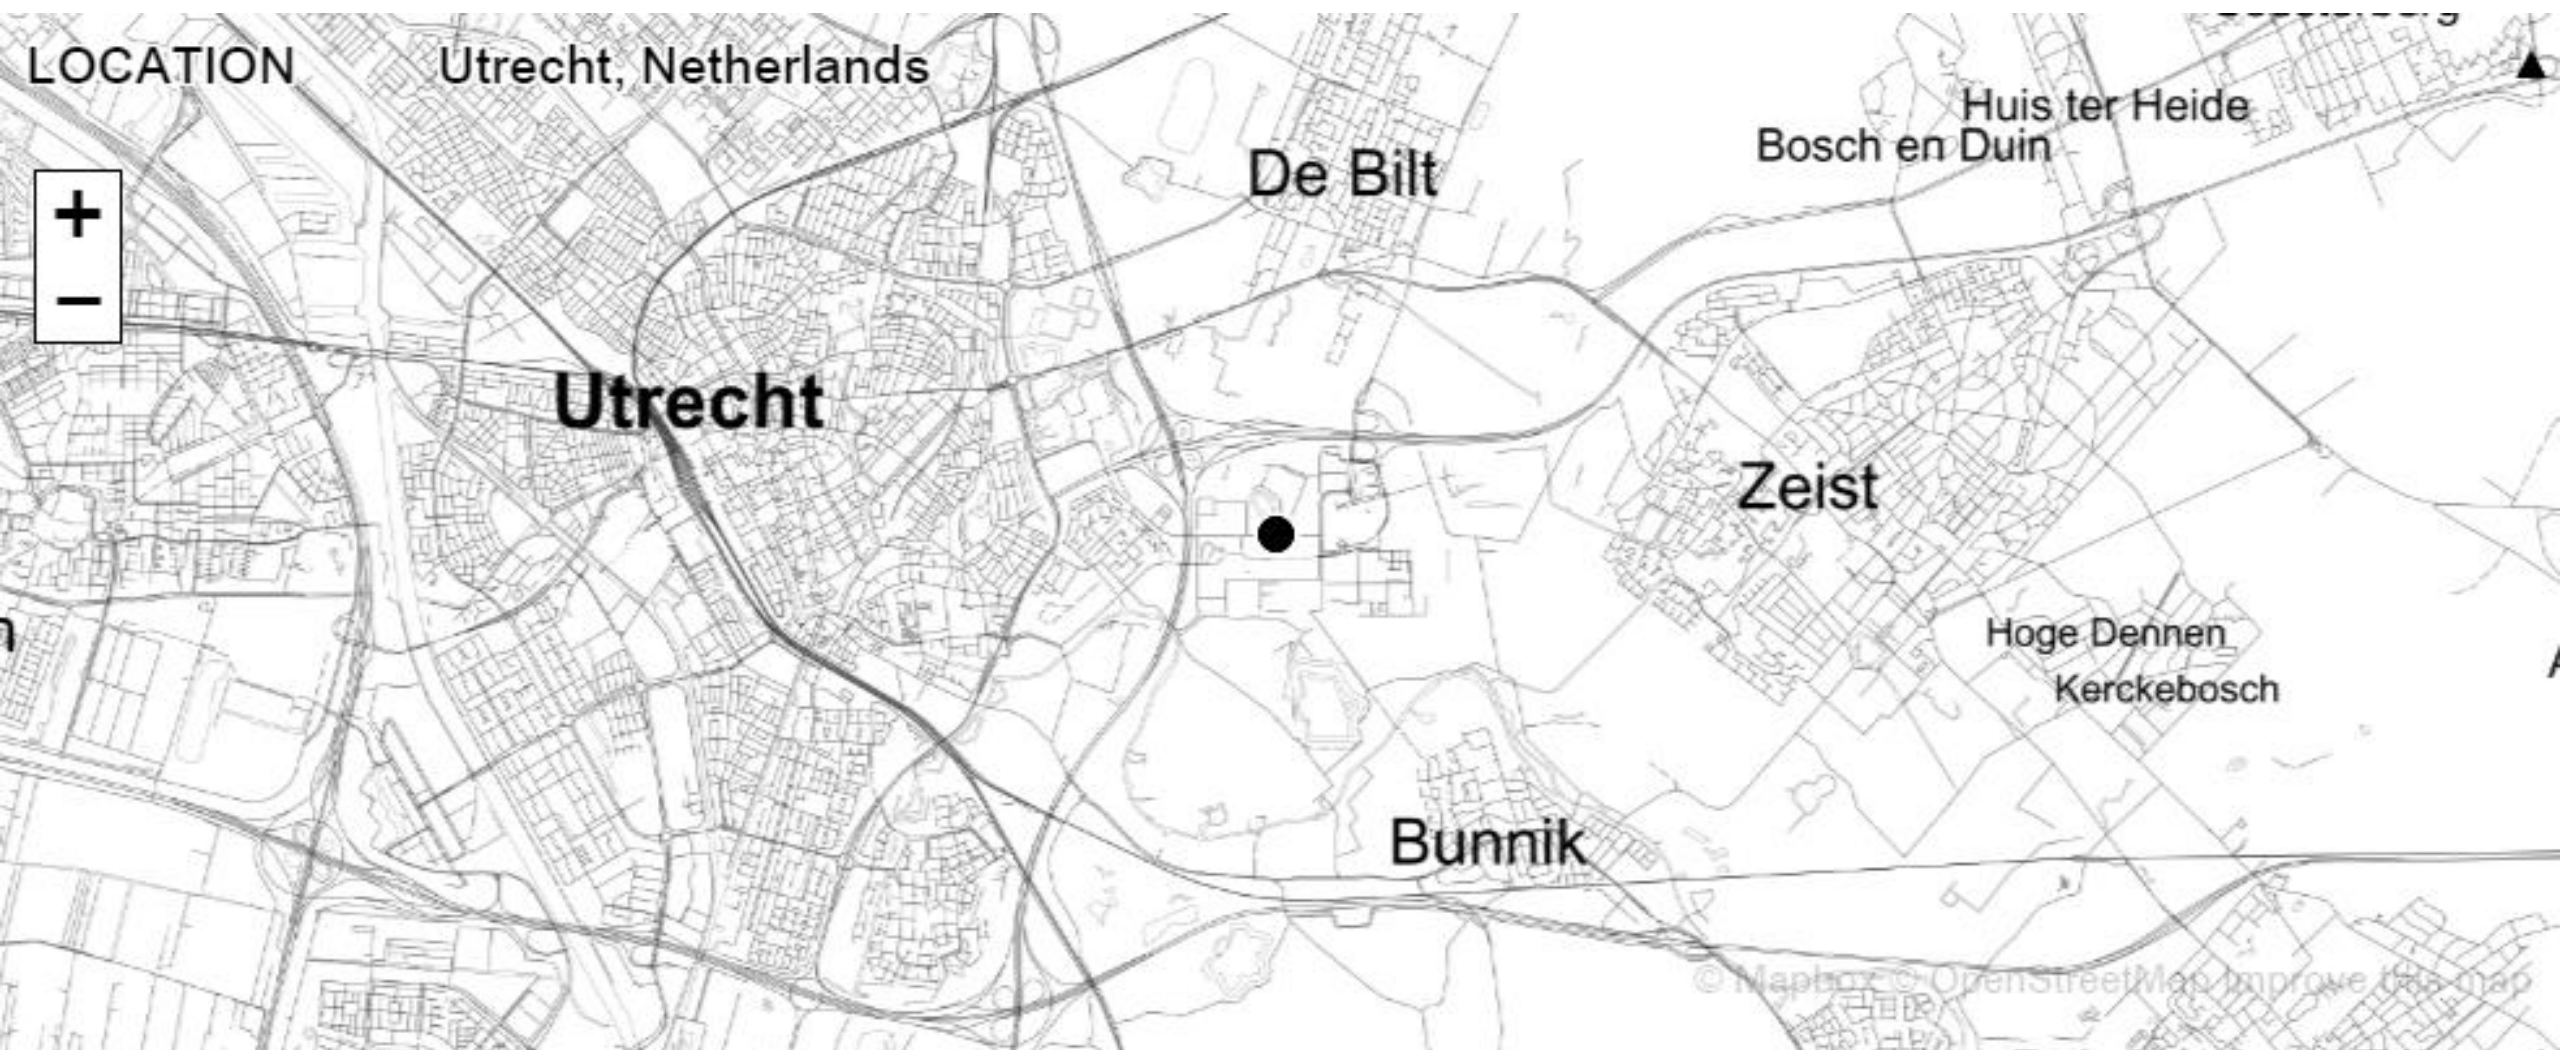 LOCATION
Utrecht, Netherlands
Huis ter Heide
Bosch en Duin
De Bilt
+
−
Utrecht
Zeist
Hoge Dennen
Kerckebosch
Bunnik
© Mapbox © OpenStreetMap Improve this map